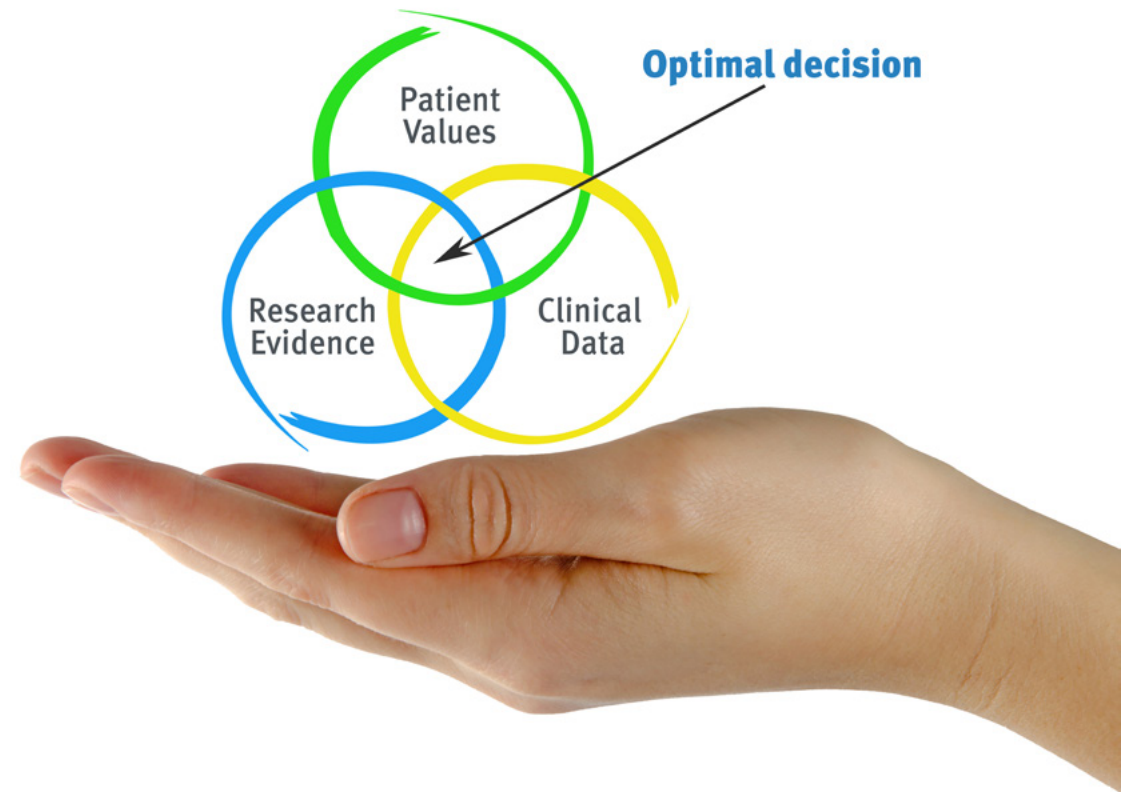 Optimal decision
Patient
Values
Research
Evidence
Clinical
Data